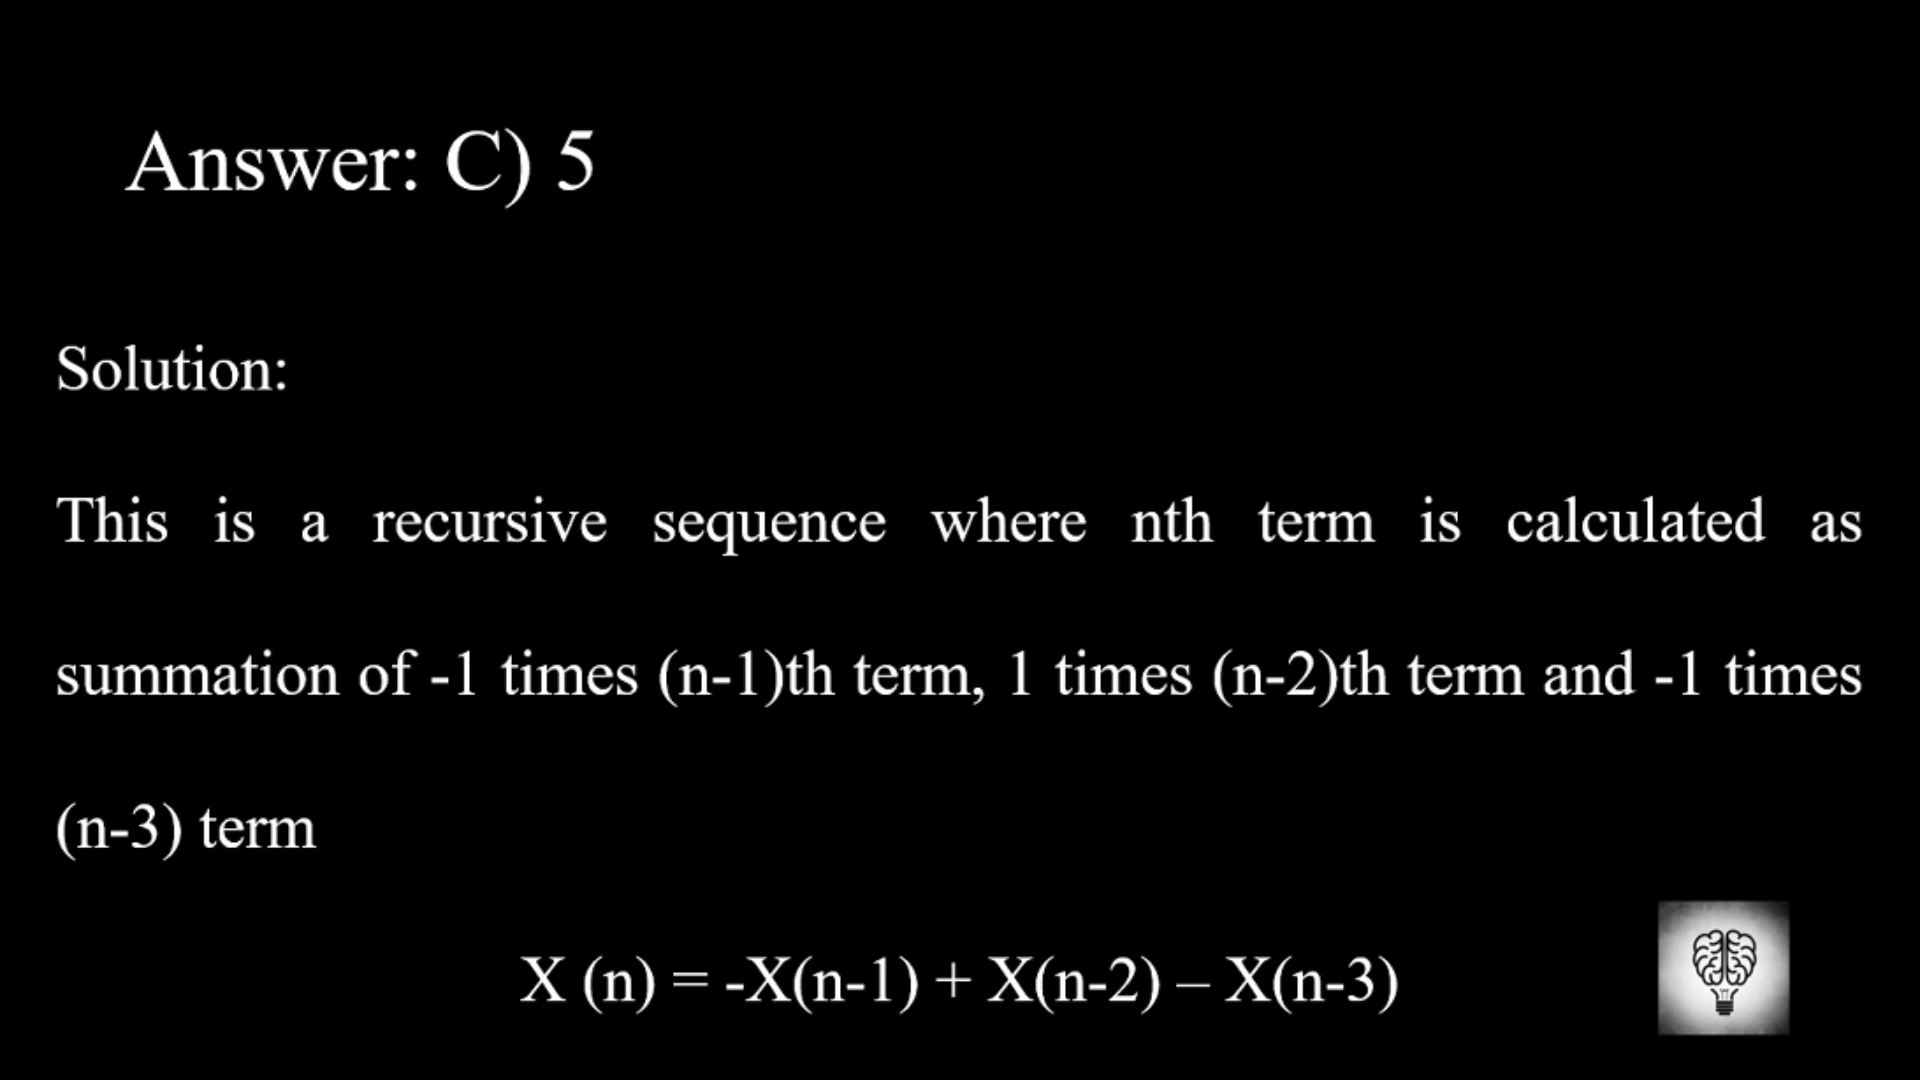 Answer: C) 5
Solution:
This is a recursive sequence where nth term is calculated as
summation of -1 times (n-1)th term, 1 times (n-2)th term and -1 times
(n-3) term
X (n) = -X(n-1) + X(n-2) – X(n-3)